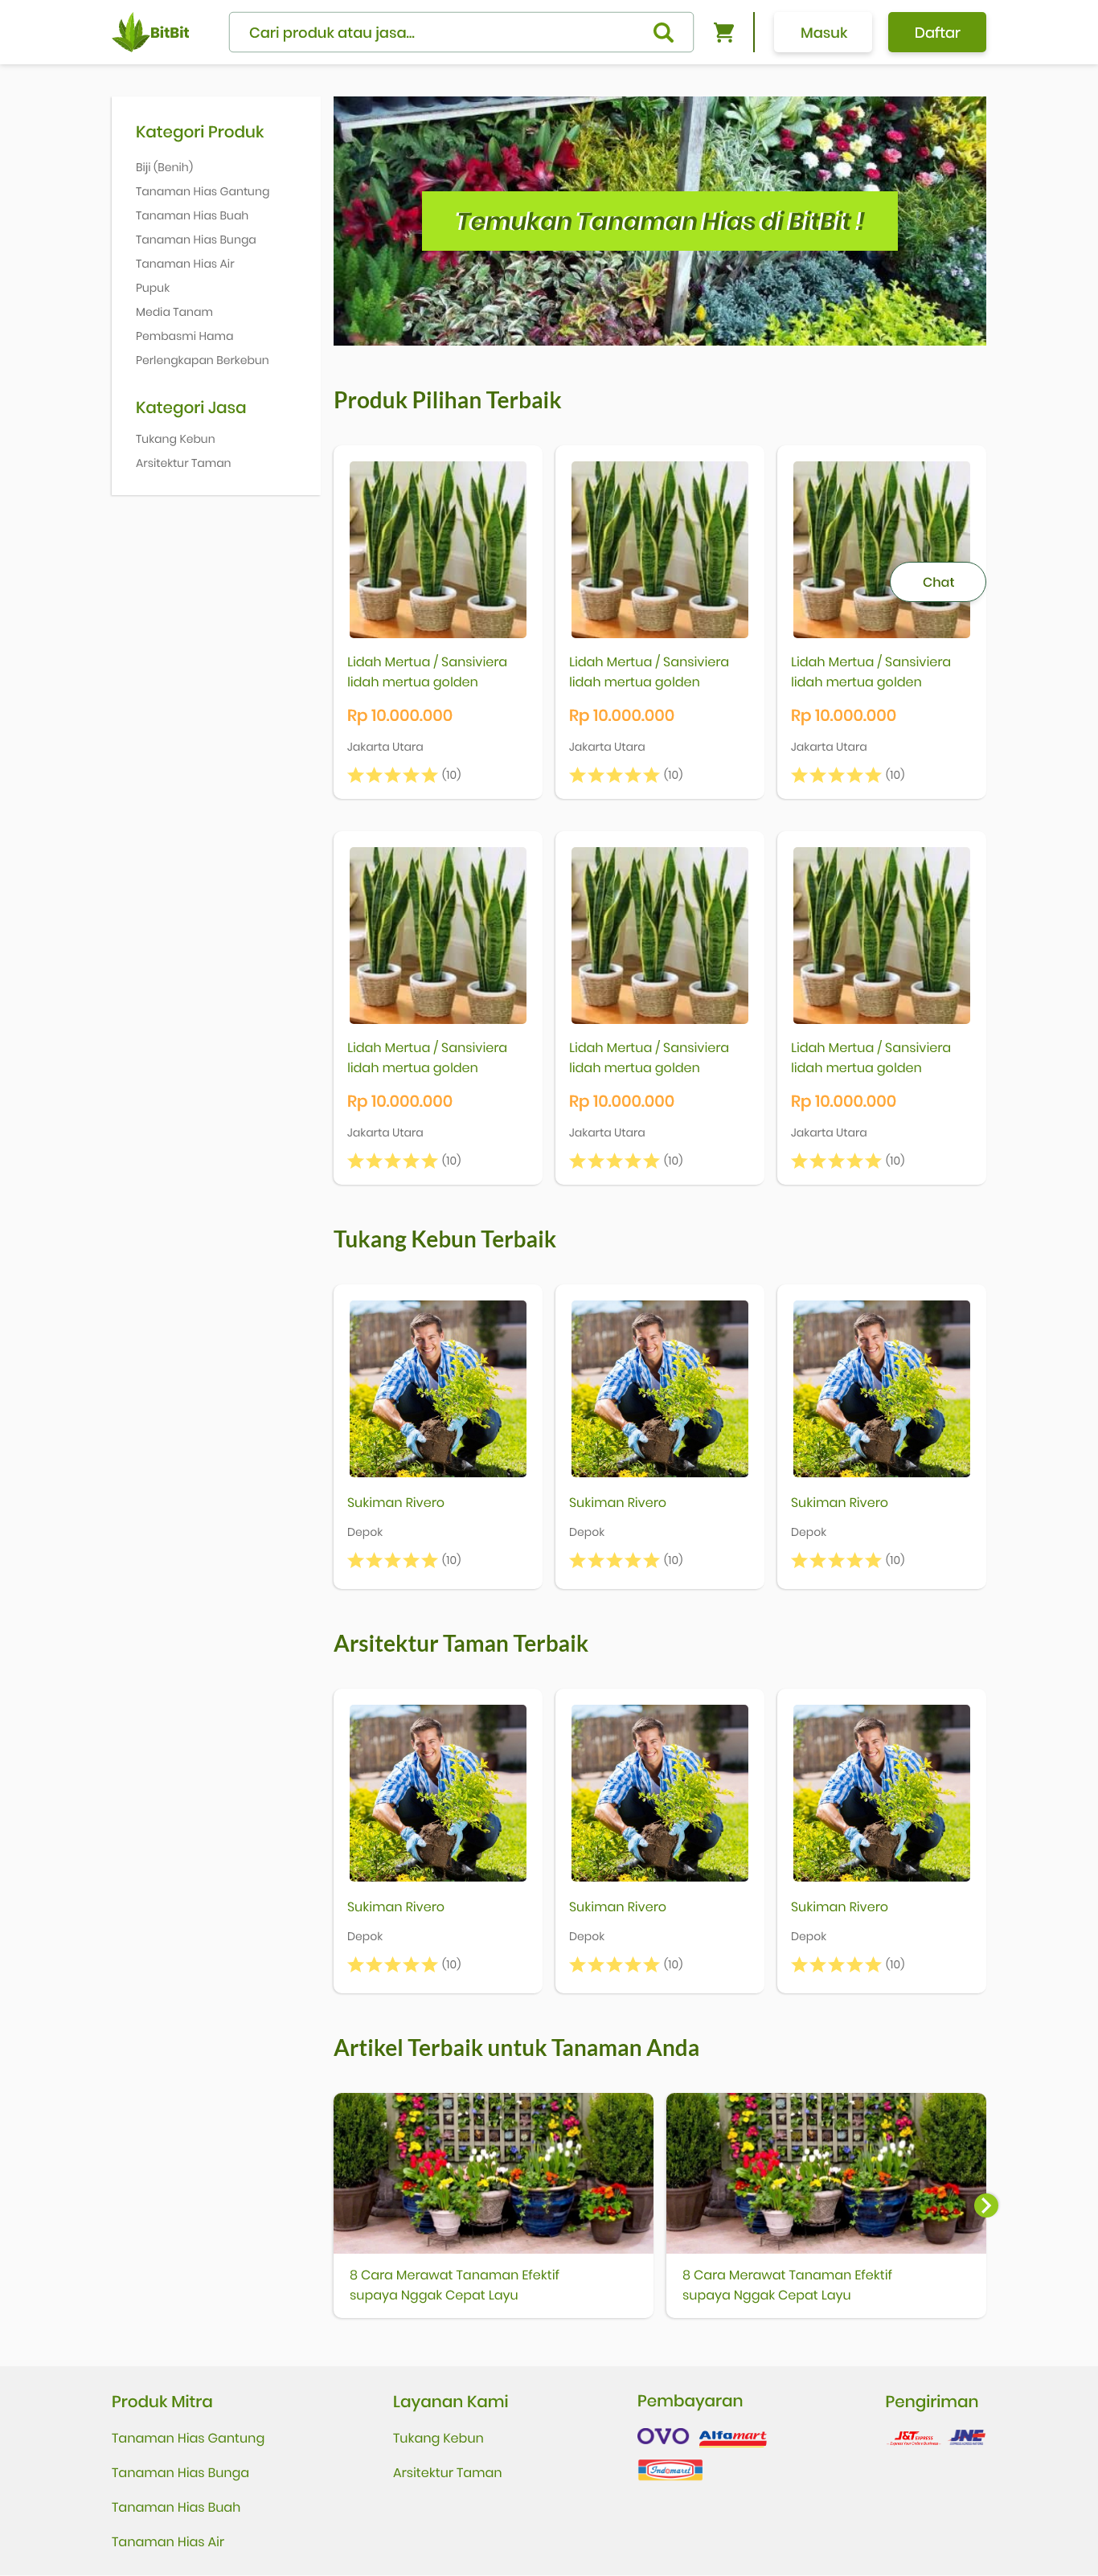 BitBit
Cari produk atau jasa...
Masuk
Daftar
Kategori Produk
Biji (Benih)
Tanaman Hias Gantung
Tanaman Hias Buah
Tanaman Hias Bunga
Tanaman Hias Air
Pupuk
Media Tanam
Pembasmi Hama
Perlengkapan Berkebun
Kategori Jasa
Tukang Kebun
Arsitektur Taman
Temukan Tanaman Hias di BitBit !
Produk Pilihan Terbaik
Chat
Lidah Mertua / Sansiviera
lidah mertua golden
Rp 10.000.000
Jakarta Utara
(10)
Lidah Mertua / Sansiviera
lidah mertua golden
Rp 10.000.000
Jakarta Utara
(10)
Lidah Mertua / Sansiviera
lidah mertua golden
Rp 10.000.000
Jakarta Utara
(10)
Lidah Mertua / Sansiviera
lidah mertua golden
Rp 10.000.000
Jakarta Utara
(10)
Lidah Mertua / Sansiviera
lidah mertua golden
Rp 10.000.000
Jakarta Utara
(10)
Lidah Mertua / Sansiviera
lidah mertua golden
Rp 10.000.000
Jakarta Utara
(10)
Tukang Kebun Terbaik
Sukiman Rivero
Depok
(10)
Sukiman Rivero
Depok
(10)
Sukiman Rivero
Depok
(10)
Arsitektur Taman Terbaik
Sukiman Rivero
Depok
(10)
Sukiman Rivero
Depok
(10)
Sukiman Rivero
Depok
(10)
Artikel Terbaik untuk Tanaman Anda
8 Cara Merawat Tanaman Efektif
supaya Nggak Cepat Layu
8 Cara Merawat Tanaman Efektif
supaya Nggak Cepat Layu
Produk Mitra
Tanaman Hias Gantung
Tanaman Hias Bunga
Tanaman Hias Buah
Tanaman Hias Air
Layanan Kami
Tukang Kebun
Arsitektur Taman
Pembayaran
OVO
Alfamart
Indomaret
Pengiriman
J&T EXPRESS
JNE